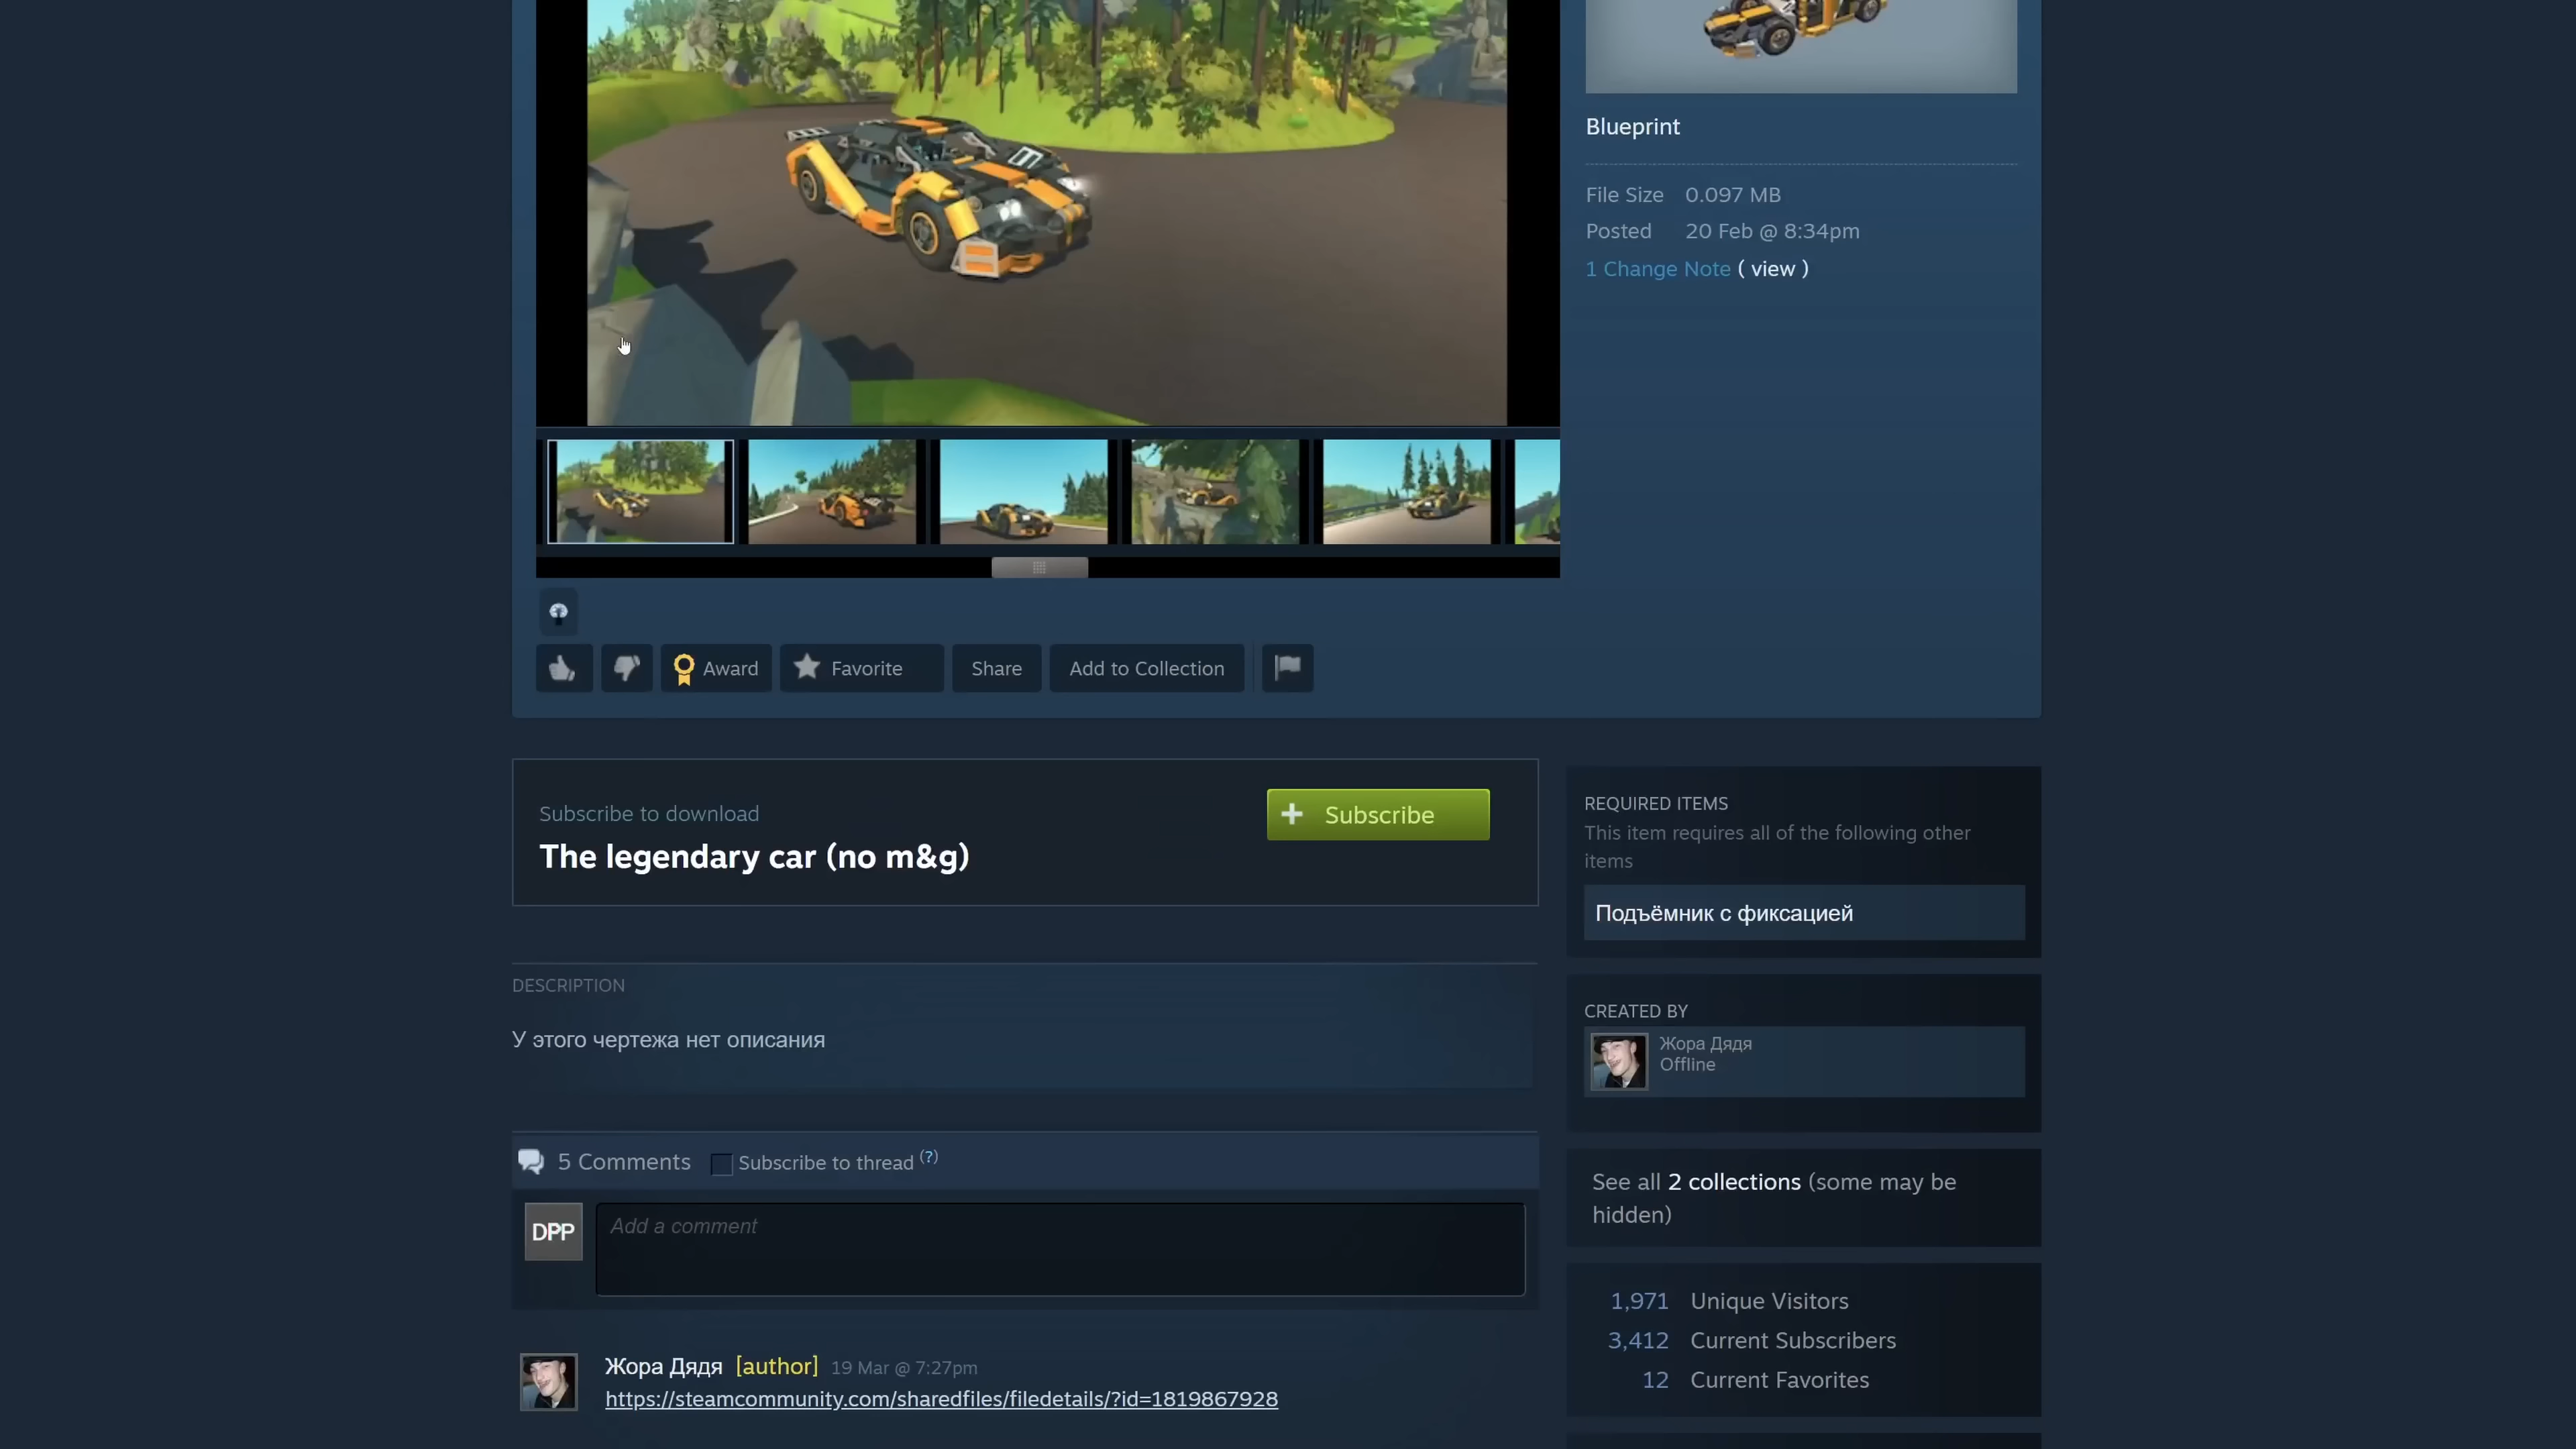 Blueprint
File Size 0.097 MB
Posted 20 Feb @ 8:34pm
1 Change Note ( view )
Award
Favorite
Share
Add to Collection
Subscribe to download
The legendary car (no m&g)
Subscribe
REQUIRED ITEMS
This item requires all of the following other
items
Подъёмник с фиксацией
DESCRIPTION
У этого чертежа нет описания
CREATED BY
Жора Дядя
Offline
5 Comments Subscribe to thread (?)
DPP
Add a comment
See all 2 collections (some may be
hidden)
1,971 Unique Visitors
3,412 Current Subscribers
12 Current Favorites
Жора Дядя [author] 19 Mar @ 7:27pm
https://steamcommunity.com/sharedfiles/filedetails/?id=1819867928